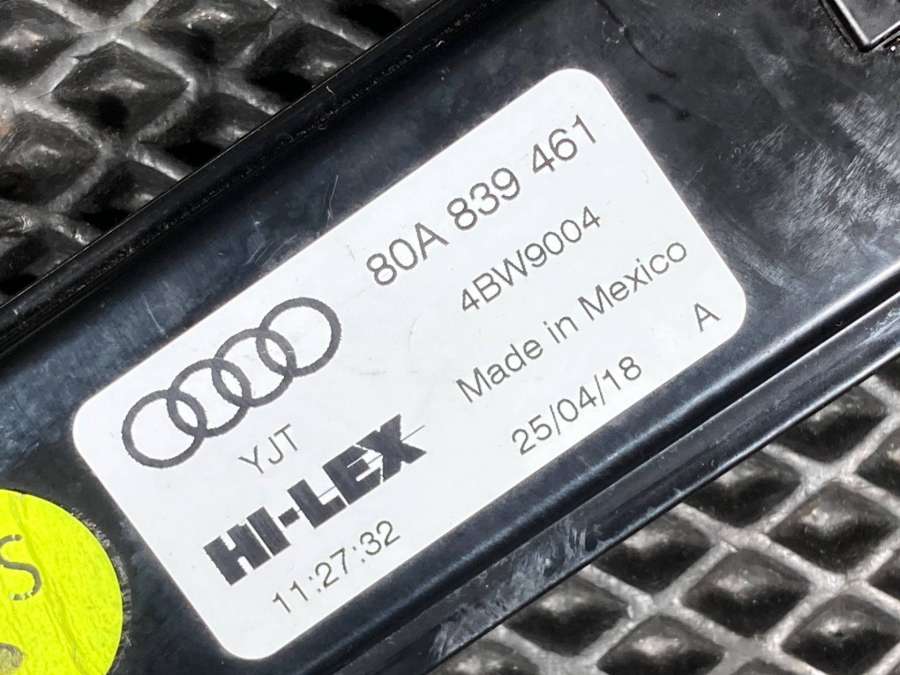 80A 839 461
4BW9004
Made in Mexico
25/04/18 A
YJT
HI-LEX
11:27:32
S